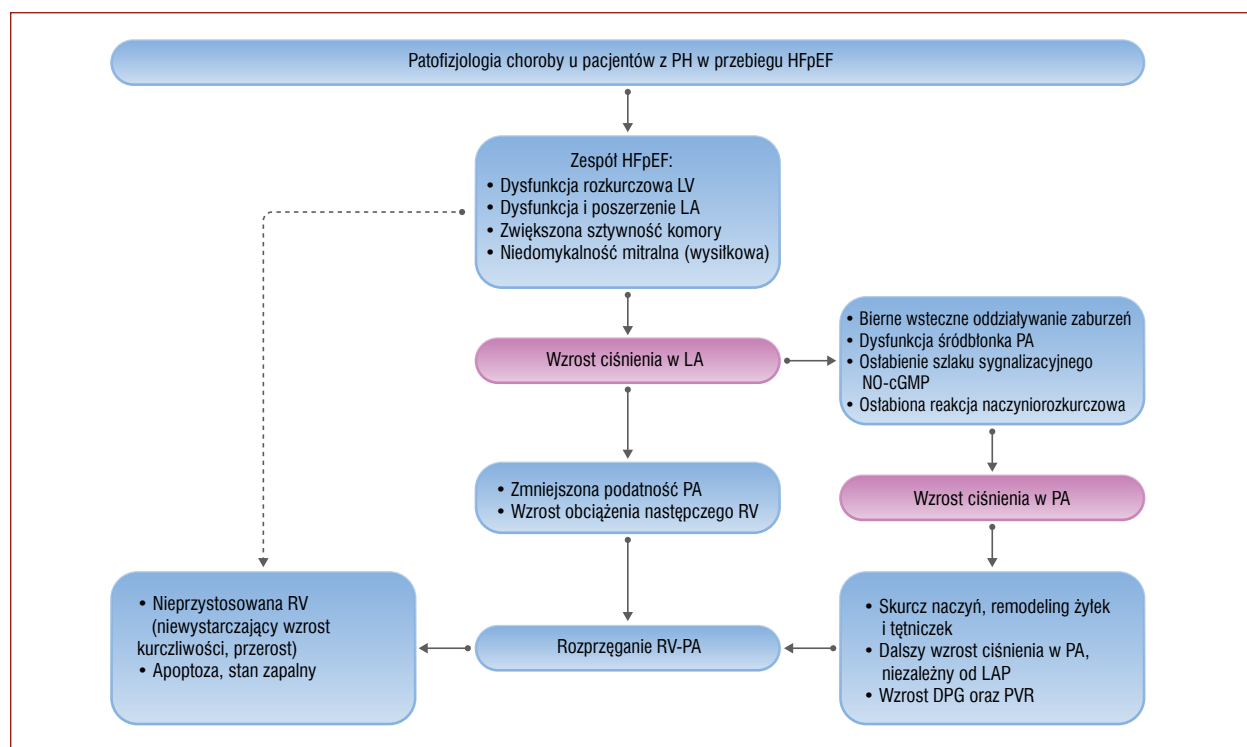 Patofizjologia choroby u pacjentów z PH w przebiegu HFpEF
Zespół HFpEF:
• Dysfunkcja rozkurczowa LV
• Dysfunkcja i poszerzenie LA
• Zwiększona sztywność komory
• Niedomykalność mitralna (wysiłkowa)
Wzrost ciśnienia w LA
• Bierne wsteczne oddziaływanie zaburzeń
• Dysfunkcja śródbłonka PA
• Osłabienie szlaku sygnalizacyjnego
NO-cGMP
• Osłabiona reakcja naczyniorozkurczowa
• Zmniejszona podatność PA
• Wzrost obciążenia następczego RV
Wzrost ciśnienia w PA
• Nieprzystosowana RV
(niewystarczający wzrost
kurczliwości, przerost)
• Apoptoza, stan zapalny
Rozprzęganie RV-PA
• Skurcz naczyń, remodeling żyłek
i tętniczek
• Dalszy wzrost ciśnienia w PA,
niezależny od LAP
• Wzrost DPG oraz PVR